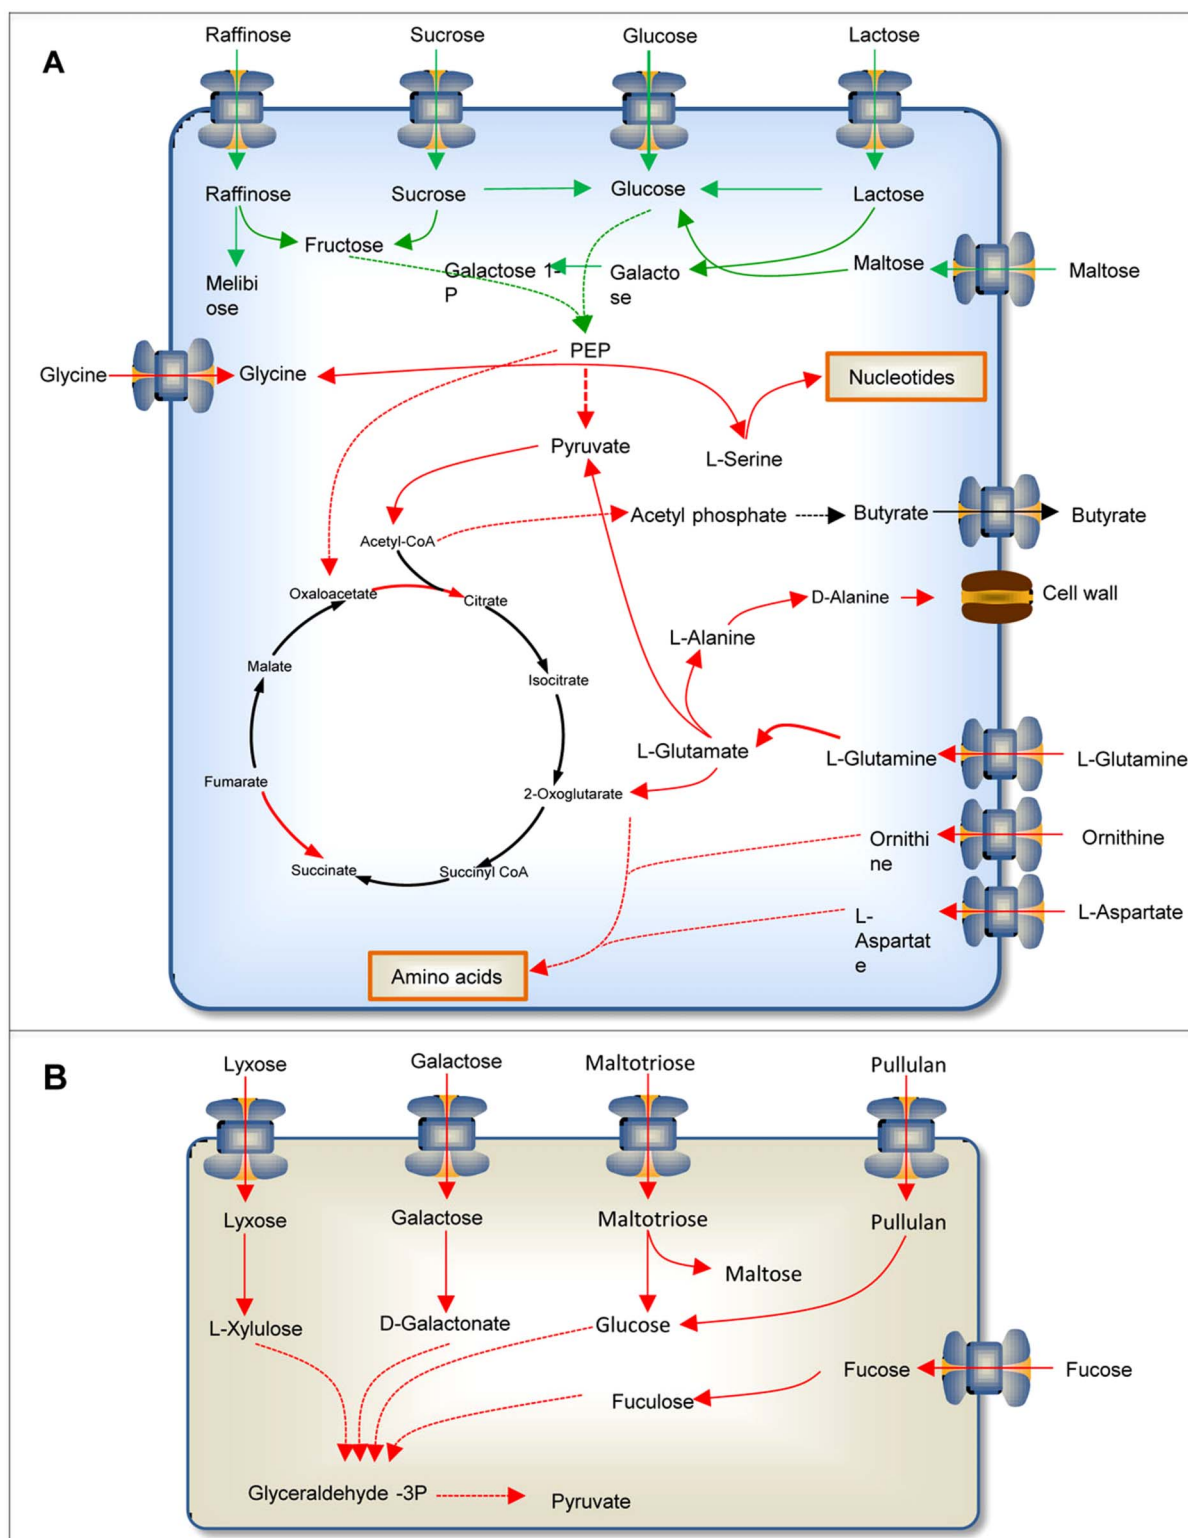 A
Raffinose
Sucrose
Glucose
Lactose
Raffinose
Sucrose
Glucose
Lactose
Fructose
Galactose 1-
P
Galacto
se
Maltose
Maltose
Melibi
ose
PEP
Glycine
Glycine
Nucleotides
Pyruvate
L-Serine
Acetyl phosphate
Butyrate
Butyrate
Acetyl-CoA
Oxaloacetate
Citrate
D-Alanine
Cell wall
L-Alanine
Malate
Isocitrate
L-Glutamate
L-Glutamine
L-Glutamine
Fumarate
2-Oxoglutarate
Ornithi
ne
Ornithine
Succinate
Succinyl CoA
L-
Aspartat
e
L-Aspartate
Amino acids
B
Lyxose
Galactose
Maltotriose
Pullulan
Lyxose
Galactose
Maltotriose
Pullulan
Maltose
L-Xylulose
D-Galactonate
Glucose
Fucose
Fucose
Fuculose
Glyceraldehyde -3P
Pyruvate